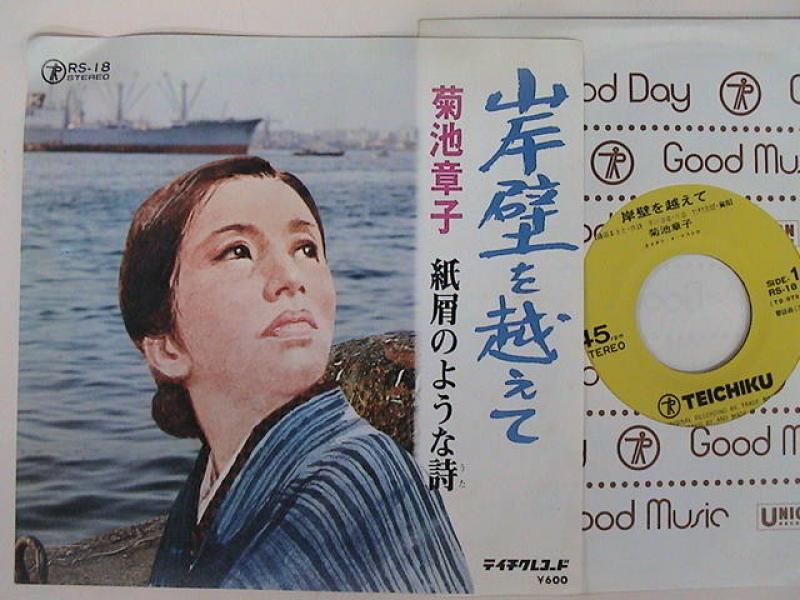 RS-18
STEREO
岸壁を越えて
菊池章子
紙屑のような詩
うた
テイチクレコード
¥600
ood Day
Good Mu
岸壁を越えて
菊池章子
SIDE-1
RS-18
45rpm
STEREO
TEICHIKU
Good
ood Music
UNIO